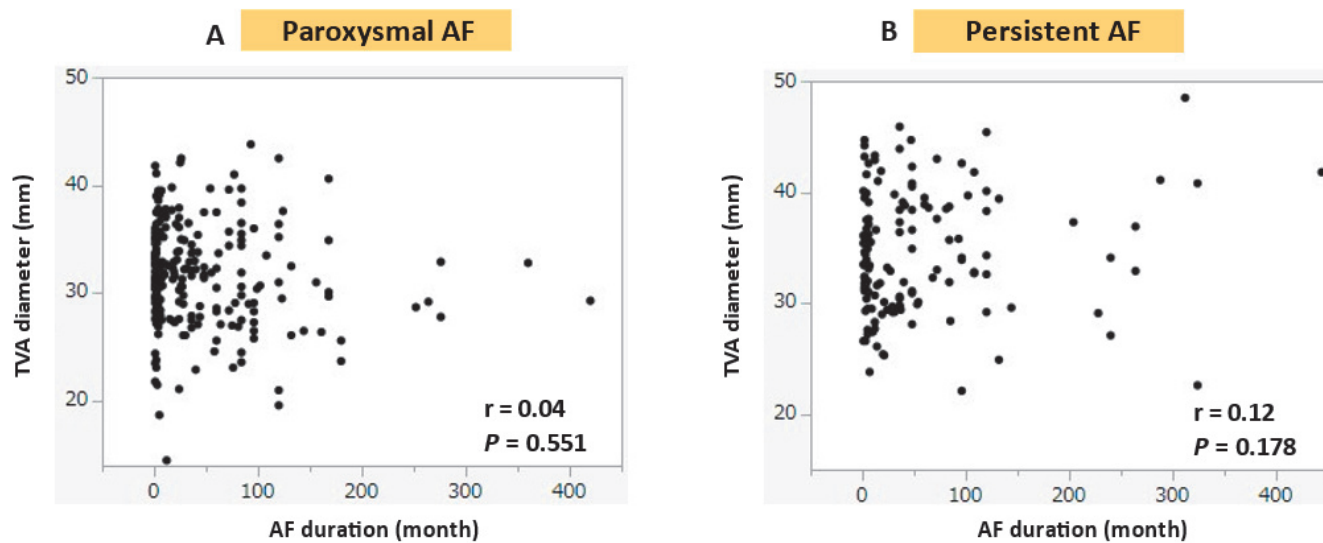 A Paroxysmal AF
50
40
30
20
TVA diameter (mm)
r = 0.04
P = 0.551
0 100 200 300 400
AF duration (month)
B Persistent AF
50
40
30
20
TVA diameter (mm)
r = 0.12
P = 0.178
0 100 200 300 400
AF duration (month)